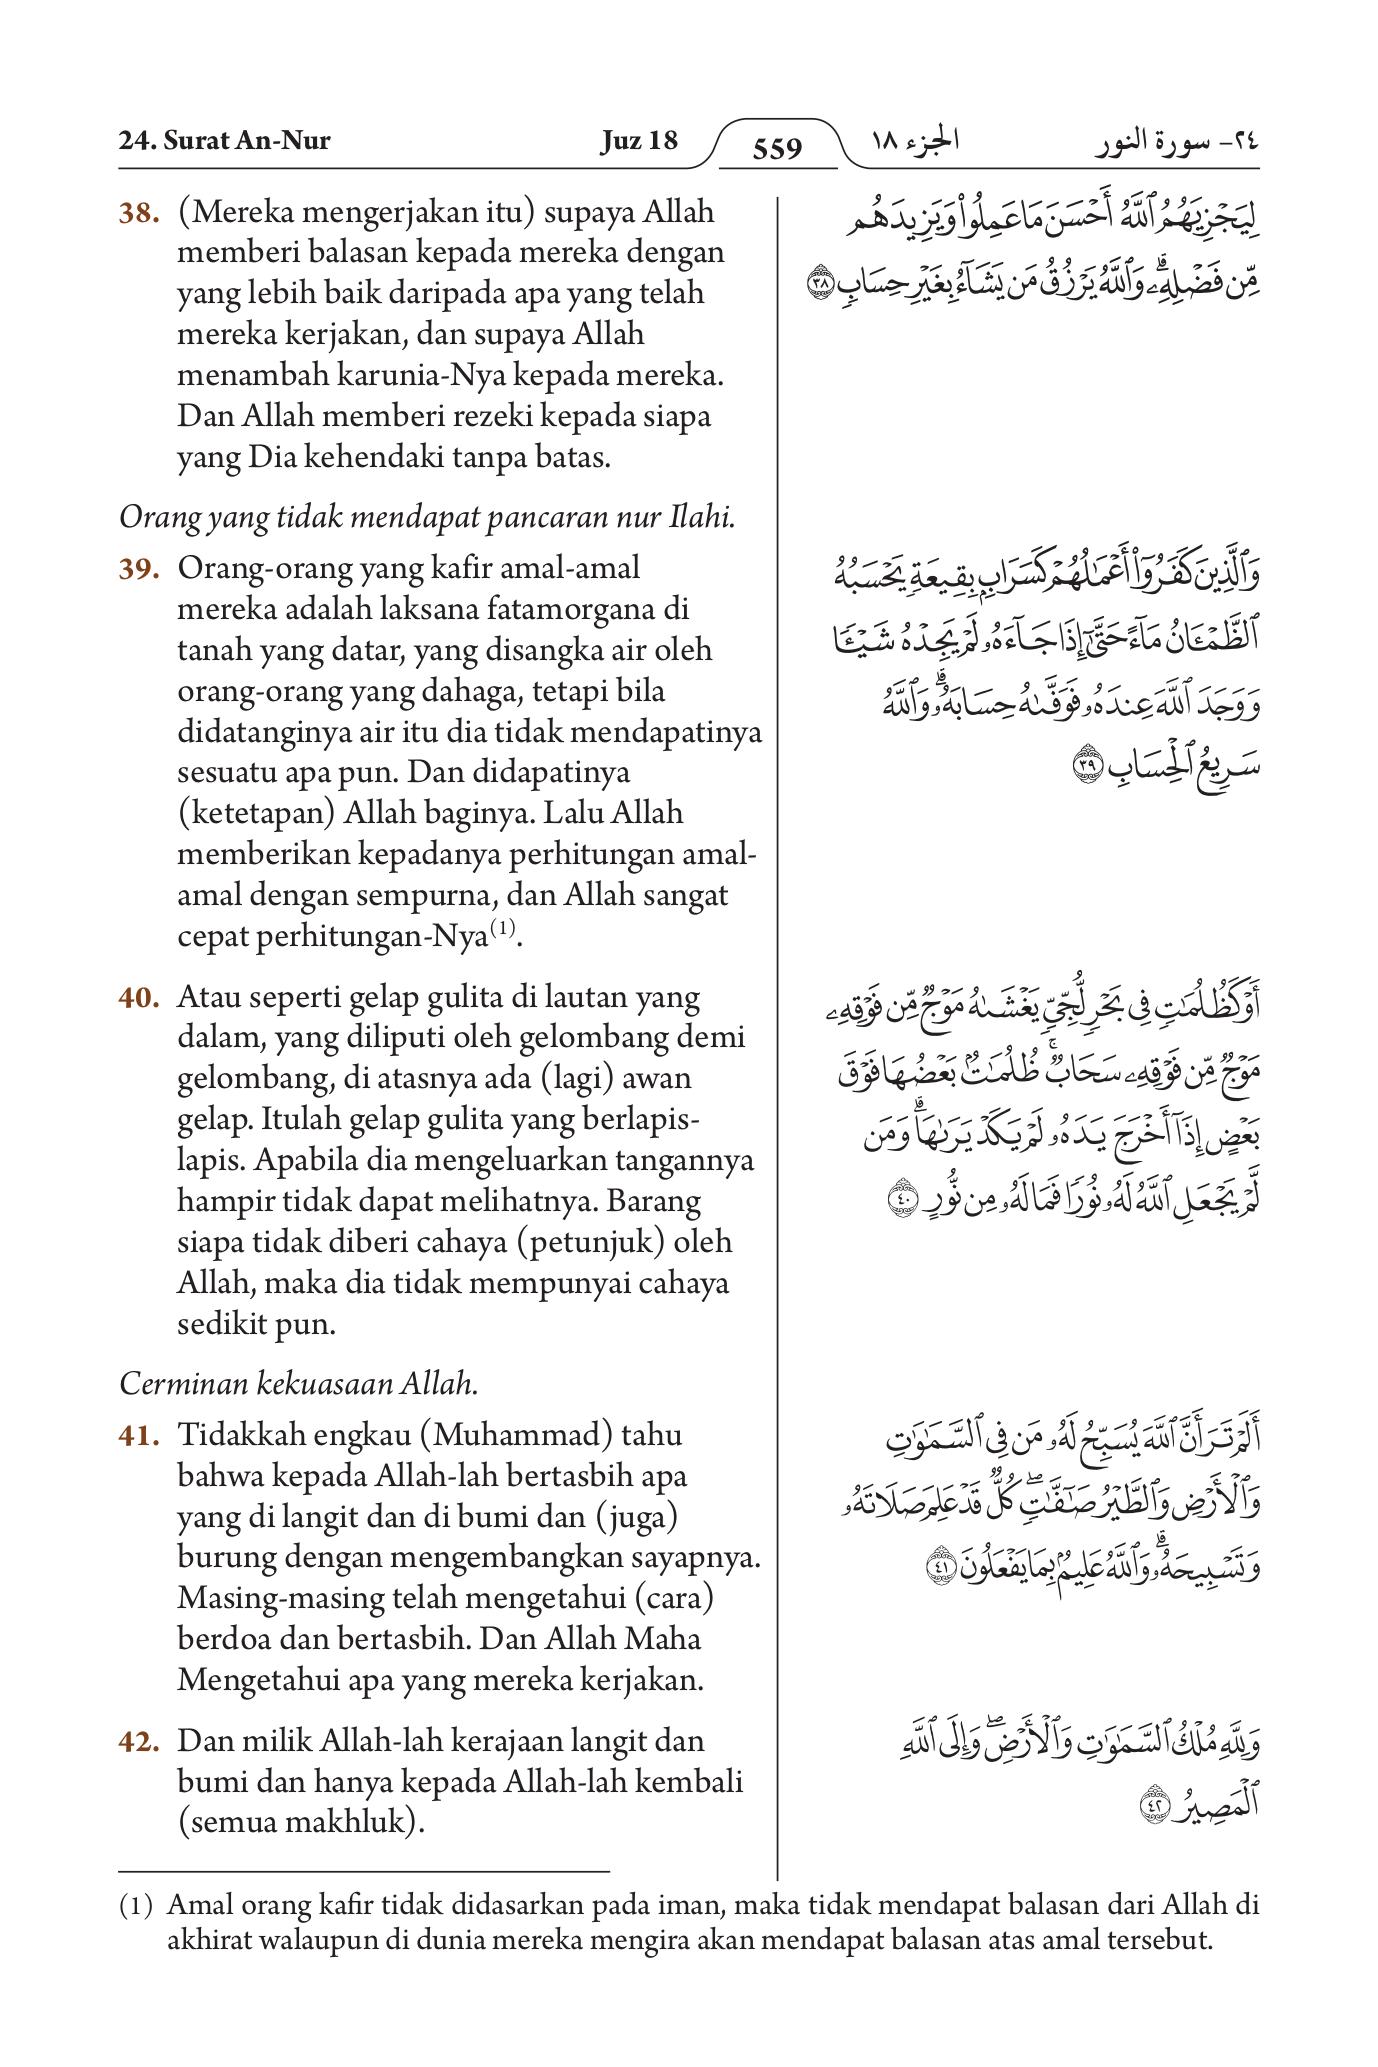 24. Surat An-Nur Juz 18 559 الجزء ١٨ ٢٤- سورة النور
38. (Mereka mengerjakan itu) supaya Allah
memberi balasan kepada mereka dengan
yang lebih baik daripada apa yang telah
mereka kerjakan, dan supaya Allah
menambah karunia-Nya kepada mereka.
Dan Allah memberi rezeki kepada siapa
yang Dia kehendaki tanpa batas.
Orang yang tidak mendapat pancaran nur Ilahi.
39. Orang-orang yang kafir amal-amal
mereka adalah laksana fatamorgana di
tanah yang datar, yang disangka air oleh
orang-orang yang dahaga, tetapi bila
didatanginya air itu dia tidak mendapatinya
sesuatu apa pun. Dan didapatinya
(ketetapan) Allah baginya. Lalu Allah
memberikan kepadanya perhitungan amal-
amal dengan sempurna, dan Allah sangat
cepat perhitungan-Nya(1).
40. Atau seperti gelap gulita di lautan yang
dalam, yang diliputi oleh gelombang demi
gelombang, di atasnya ada (lagi) awan
gelap. Itulah gelap gulita yang berlapis-
lapis. Apabila dia mengeluarkan tangannya
hampir tidak dapat melihatnya. Barang
siapa tidak diberi cahaya (petunjuk) oleh
Allah, maka dia tidak mempunyai cahaya
sedikit pun.
Cerminan kekuasaan Allah.
41. Tidakkah engkau (Muhammad) tahu
bahwa kepada Allah-lah bertasbih apa
yang di langit dan di bumi dan (juga)
burung dengan mengembangkan sayapnya.
Masing-masing telah mengetahui (cara)
berdoa dan bertasbih. Dan Allah Maha
Mengetahui apa yang mereka kerjakan.
42. Dan milik Allah-lah kerajaan langit dan
bumi dan hanya kepada Allah-lah kembali
(semua makhluk).
لِيَجْزِيَهُمُ ٱللَّهُ أَحْسَنَ مَا عَمِلُوا۟ وَيَزِيدَهُم
مِّن فَضْلِهِۦ ۗ وَٱللَّهُ يَرْزُقُ مَن يَشَآءُ بِغَيْرِ حِسَابٍ ٣٨
وَٱلَّذِينَ كَفَرُوٓا۟ أَعْمَٰلُهُمْ كَسَرَابٍۭ بِقِيعَةٍ يَحْسَبُهُ
ٱلظَّمْـَٔانُ مَآءً حَتَّىٰٓ إِذَا جَآءَهُۥ لَمْ يَجِدْهُ شَيْـًٔا
وَوَجَدَ ٱللَّهَ عِندَهُۥ فَوَفَّىٰهُ حِسَابَهُۥ ۗ وَٱللَّهُ
سَرِيعُ ٱلْحِسَابِ ٣٩
أَوْ كَظُلُمَٰتٍ فِى بَحْرٍ لُّجِّىٍّ يَغْشَىٰهُ مَوْجٌ مِّن فَوْقِهِۦ
مَوْجٌ مِّن فَوْقِهِۦ سَحَابٌ ۚ ظُلُمَٰتٌۢ بَعْضُهَا فَوْقَ
بَعْضٍ إِذَآ أَخْرَجَ يَدَهُۥ لَمْ يَكَدْ يَرَىٰهَا ۗ وَمَن
لَّمْ يَجْعَلِ ٱللَّهُ لَهُۥ نُورًا فَمَا لَهُۥ مِن نُّورٍ ٤٠
أَلَمْ تَرَ أَنَّ ٱللَّهَ يُسَبِّحُ لَهُۥ مَن فِى ٱلسَّمَٰوَٰتِ
وَٱلْأَرْضِ وَٱلطَّيْرُ صَٰٓفَّٰتٍ ۖ كُلٌّ قَدْ عَلِمَ صَلَاتَهُۥ
وَتَسْبِيحَهُۥ ۗ وَٱللَّهُ عَلِيمٌۢ بِمَا يَفْعَلُونَ ٤١
وَلِلَّهِ مُلْكُ ٱلسَّمَٰوَٰتِ وَٱلْأَرْضِ ۖ وَإِلَى ٱللَّهِ
ٱلْمَصِيرُ ٤٢
(1) Amal orang kafir tidak didasarkan pada iman, maka tidak mendapat balasan dari Allah di
akhirat walaupun di dunia mereka mengira akan mendapat balasan atas amal tersebut.